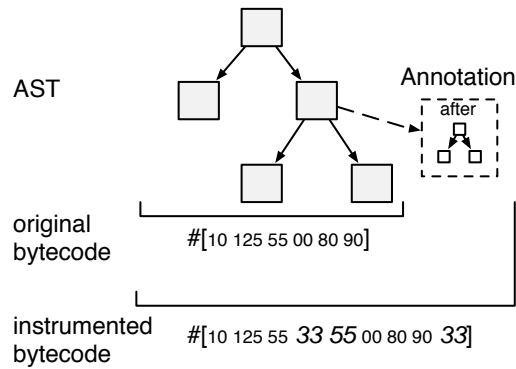 AST
Annotation
after
original
bytecode
#[10 125 55 00 80 90]
instrumented
bytecode
#[10 125 55 33 55 00 80 90 33]